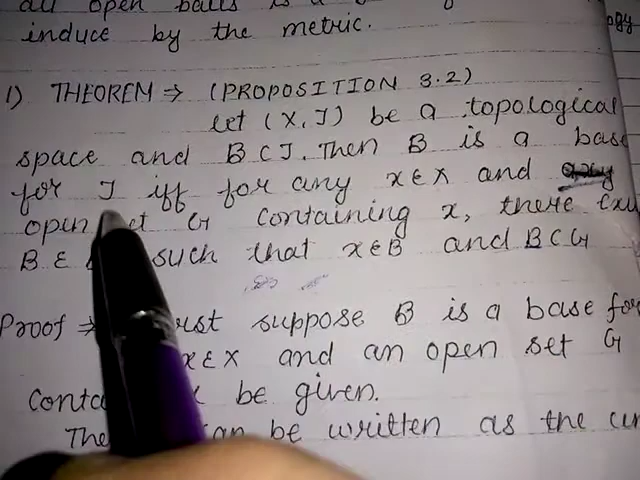 induce by the metric.
1) THEOREM ⇒ (PROPOSITION 3.2)
let (X, J) be a topological
space and B ⊂ J. Then B is a base
for J iff for any x∈X and
open G containing x, there
B ∈ such that x∈B and B⊂G
Proof ⇒ suppose B is a base for
x∈X and an open set G
be given.
be written as the